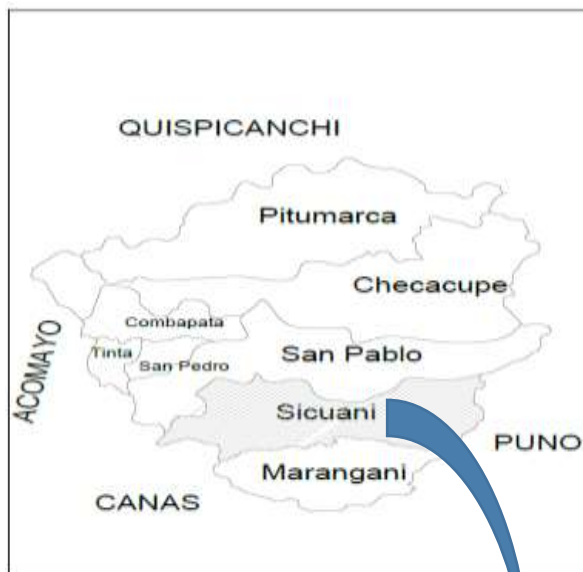 QUISPICANCHI
Pitumarca
Checacupe
Combapata
ACOMAYO
Tinta
San Pedro
San Pablo
Sicuani
PUNO
Marangani
CANAS